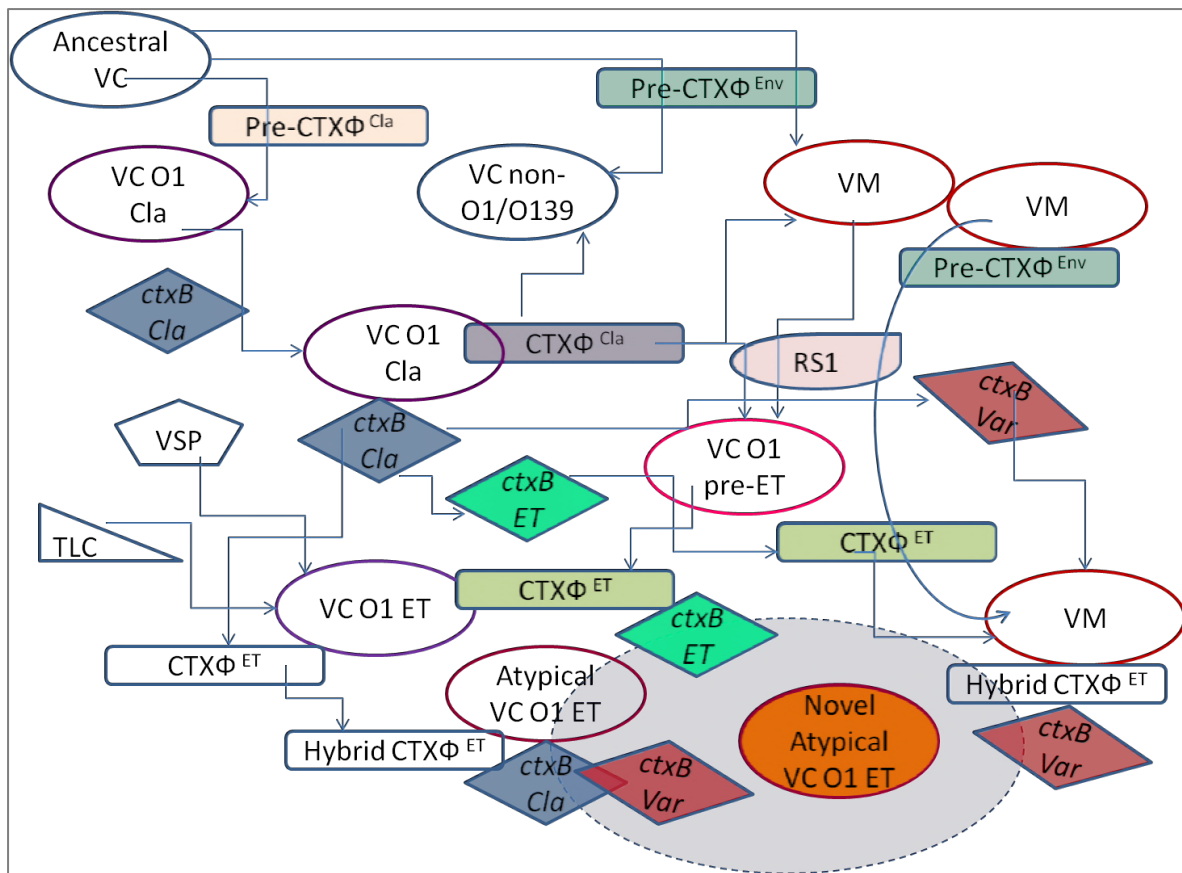 Ancestral
VC
Pre-CTXΦ Env
Pre-CTXΦ Cla
VC O1
Cla
VC non-
O1/O139
VM
VM
Pre-CTXΦ Env
ctxB
Cla
VC O1
Cla
CTXΦ Cla
RS1
ctxB
Var
VSP
ctxB
Cla
VC O1
pre-ET
ctxB
ET
TLC
CTXΦ ET
VC O1 ET
CTXΦ ET
ctxB
ET
VM
CTXΦ ET
Atypical
VC O1 ET
Hybrid CTXΦ ET
Novel
Atypical
VC O1 ET
Hybrid CTXΦ ET
ctxB
Cla
ctxB
Var
ctxB
Var